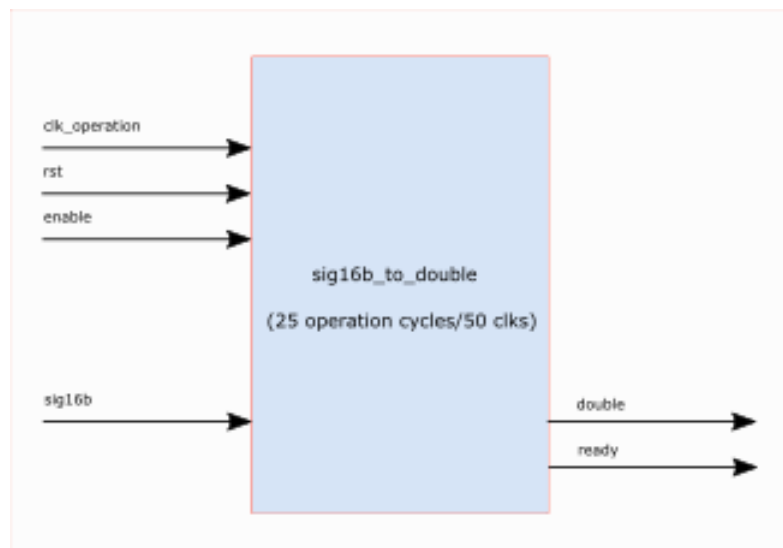 clk_operation
rst
enable
sig16b_to_double
(25 operation cycles/50 clks)
sig16b
double
ready